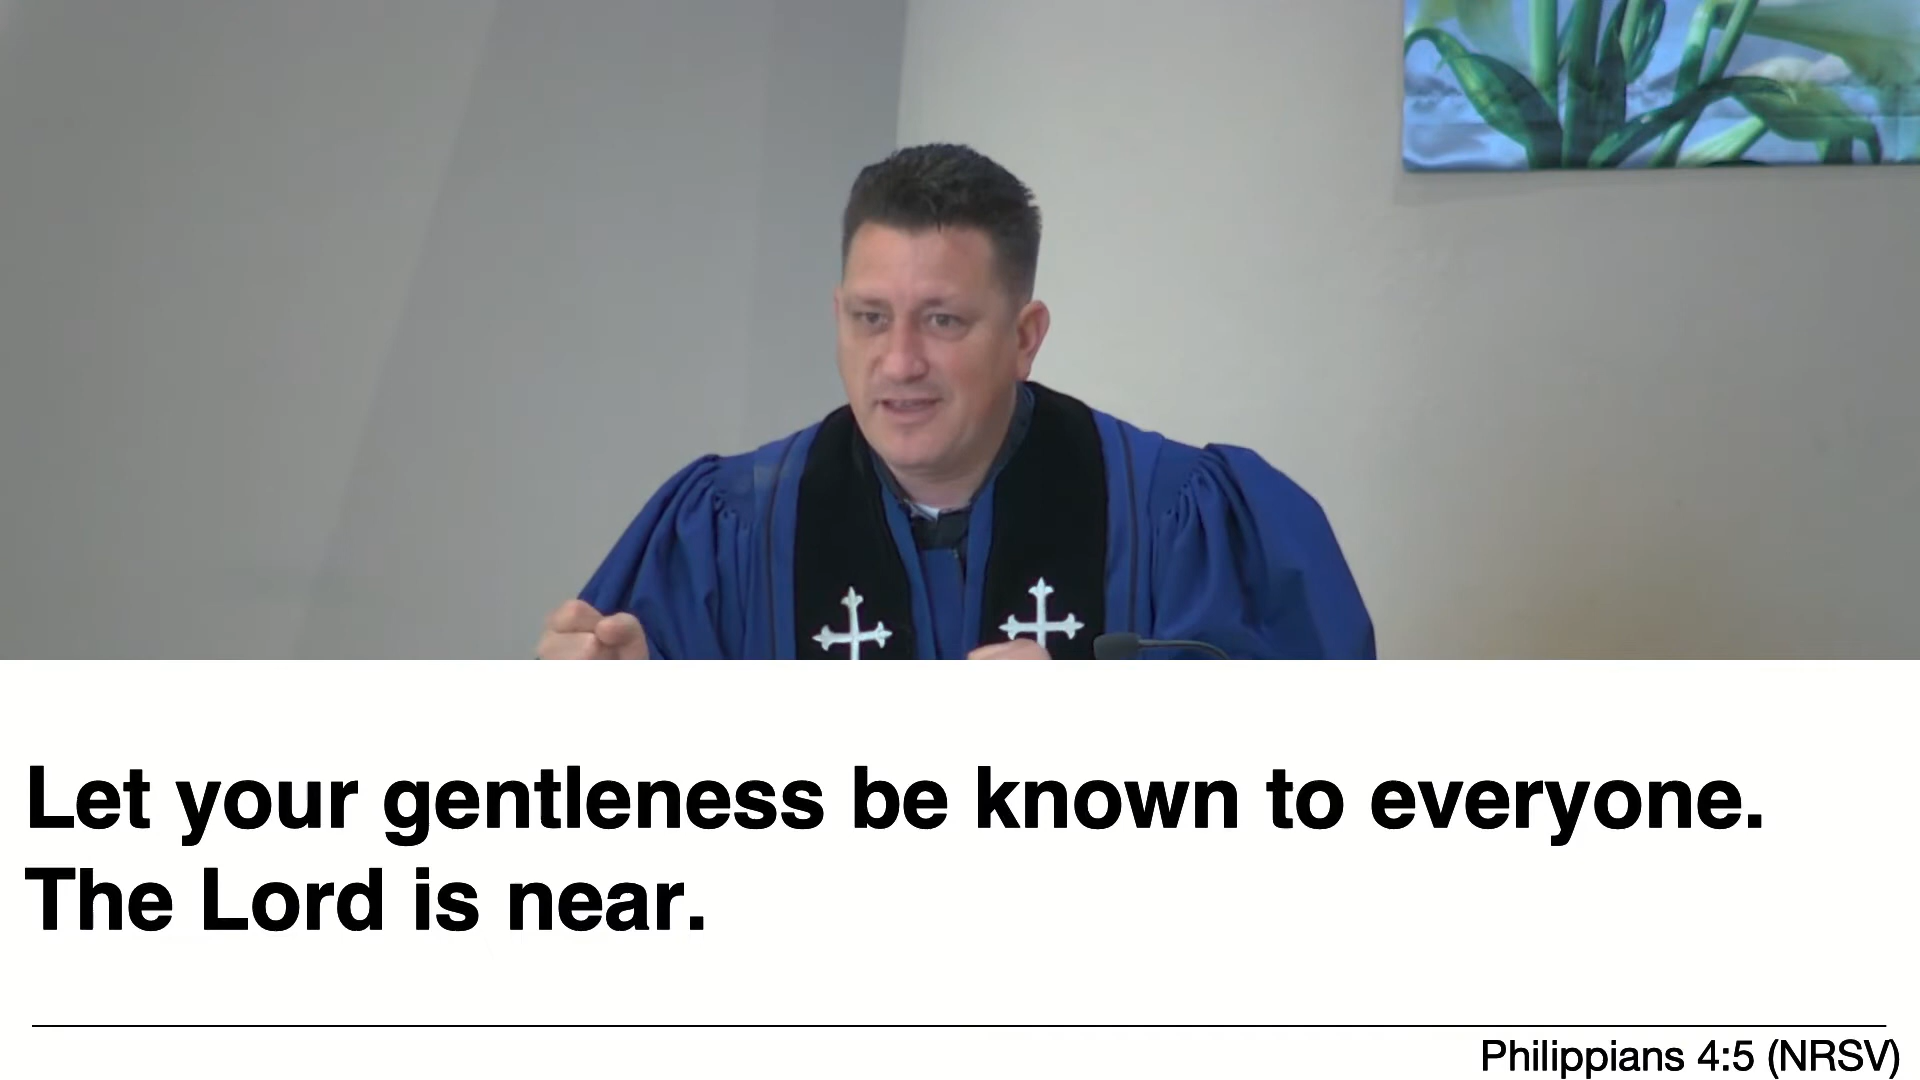 Let your gentleness be known to everyone.
The Lord is near.
Philippians 4:5 (NRSV)